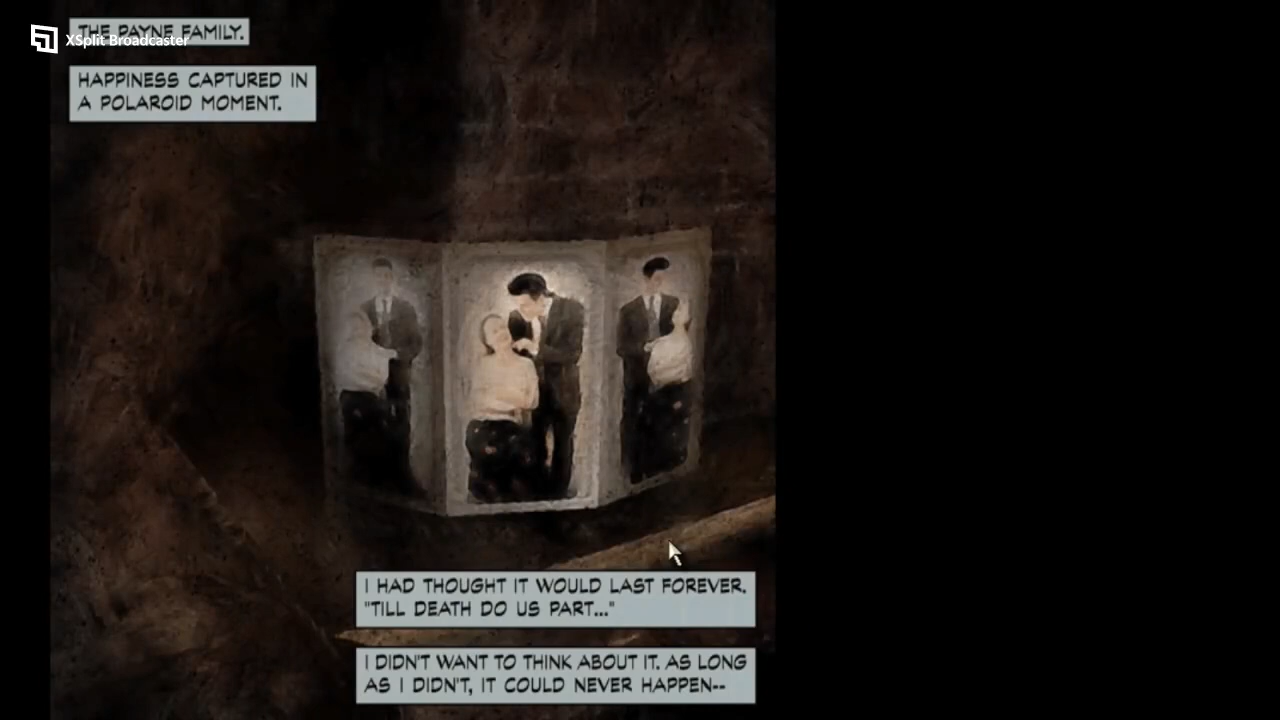 THE PAYNE FAMILY.
XSplit Broadcaster
HAPPINESS CAPTURED IN
A POLAROID MOMENT.
I HAD THOUGHT IT WOULD LAST FOREVER.
"TILL DEATH DO US PART..."
I DIDN'T WANT TO THINK ABOUT IT. AS LONG
AS I DIDN'T, IT COULD NEVER HAPPEN--